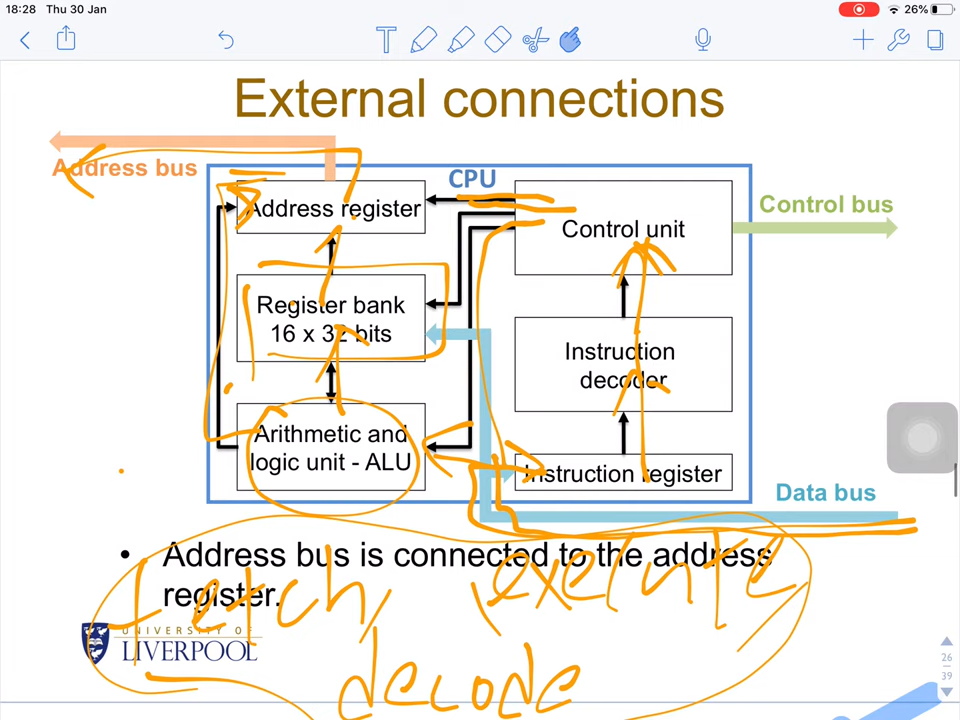 18:28 Thu 30 Jan
26%
T
External connections
Address bus
CPU
Address register
Control unit
Control bus
Register bank
16 x 32 bits
Instruction
decoder
Arithmetic and
logic unit - ALU
Instruction register
Data bus
• Address bus is connected to the address
register.
fetch, execute
decode
UNIVERSITY OF
LIVERPOOL
26
39